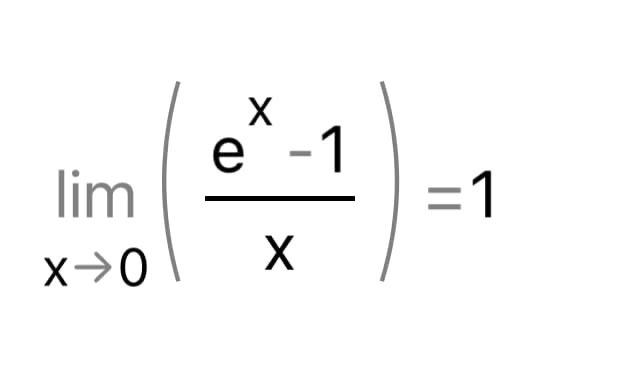 lim x→0 ( (e^x -1) / x ) =1